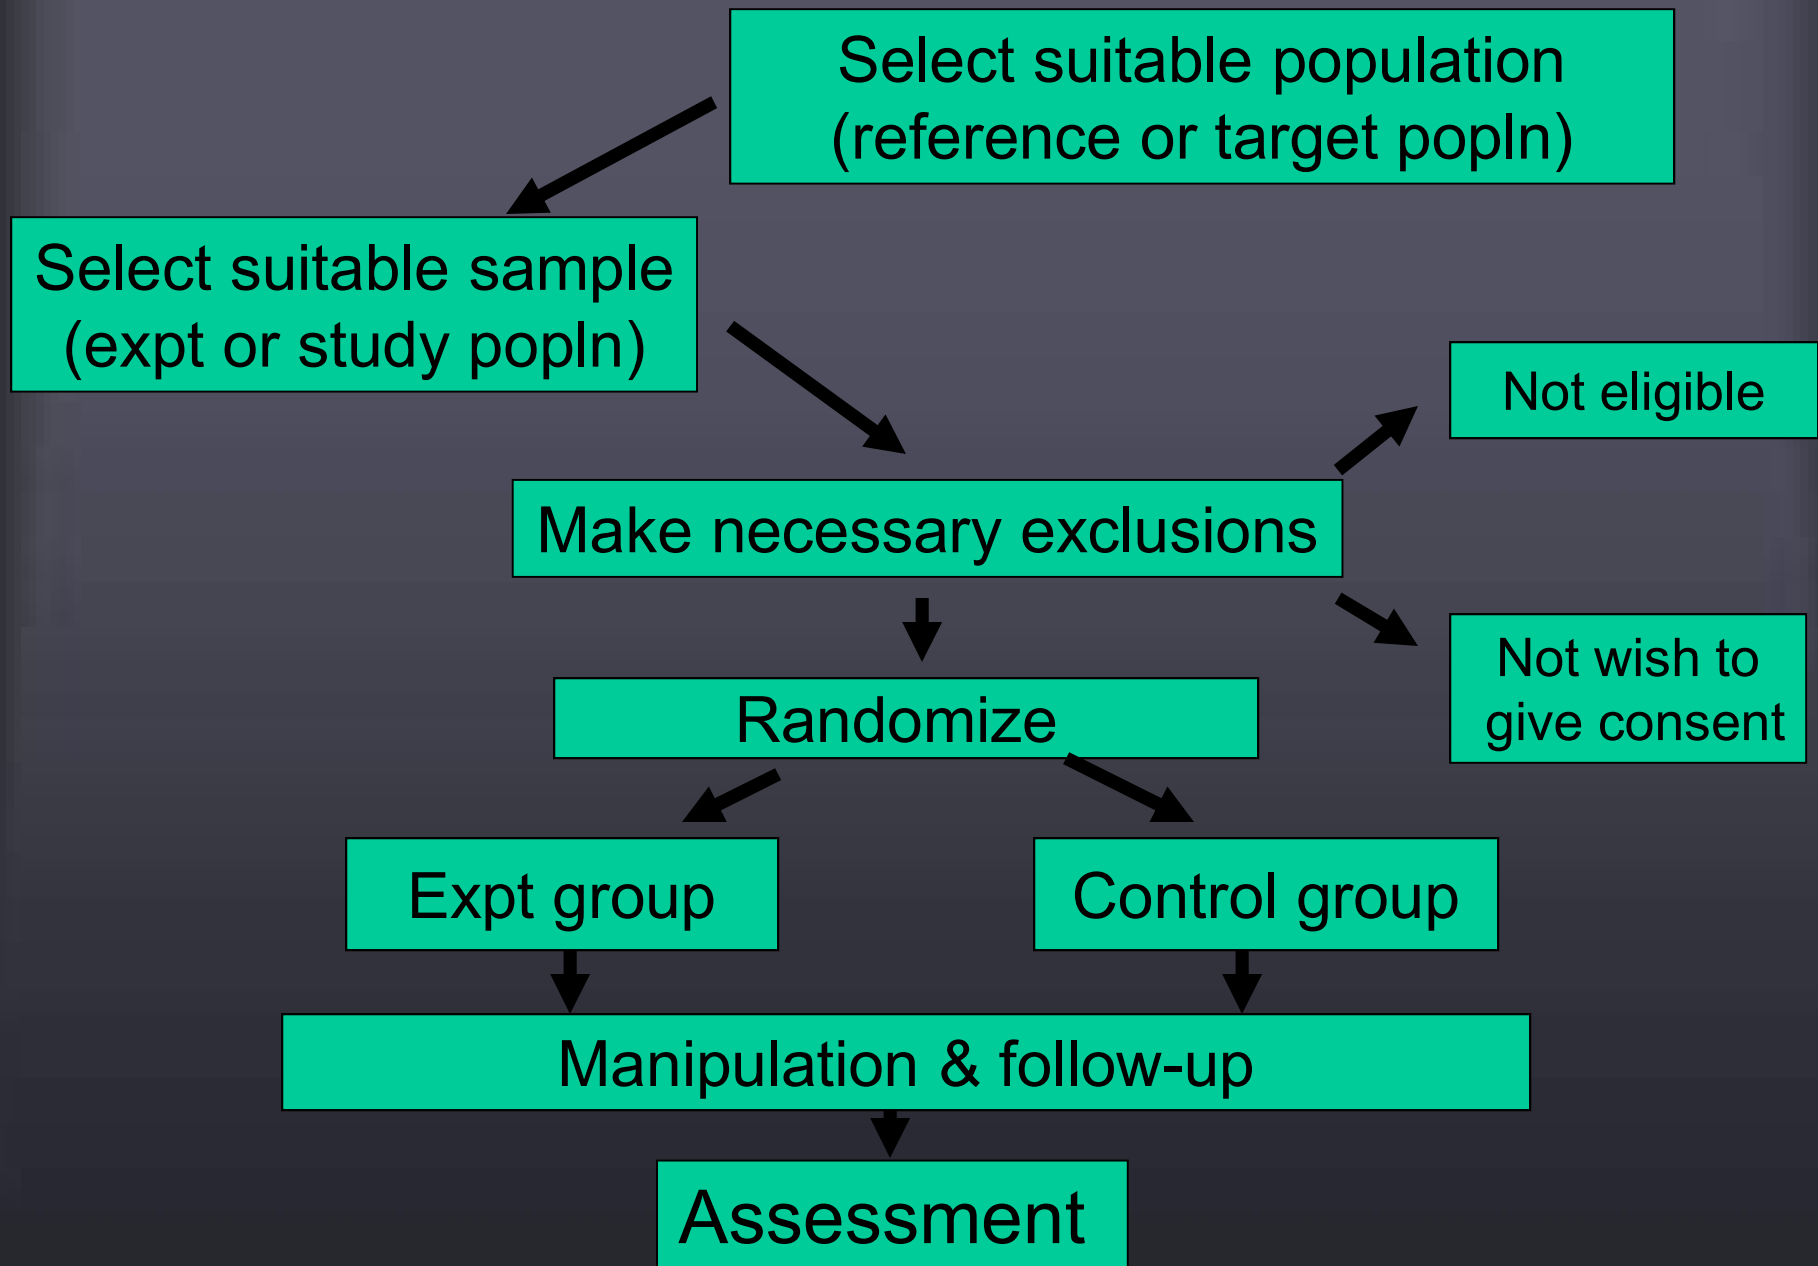 Select suitable population
(reference or target popln)
Select suitable sample
(expt or study popln)
Not eligible
Make necessary exclusions
Not wish to
give consent
Randomize
Expt group
Control group
Manipulation & follow-up
Assessment